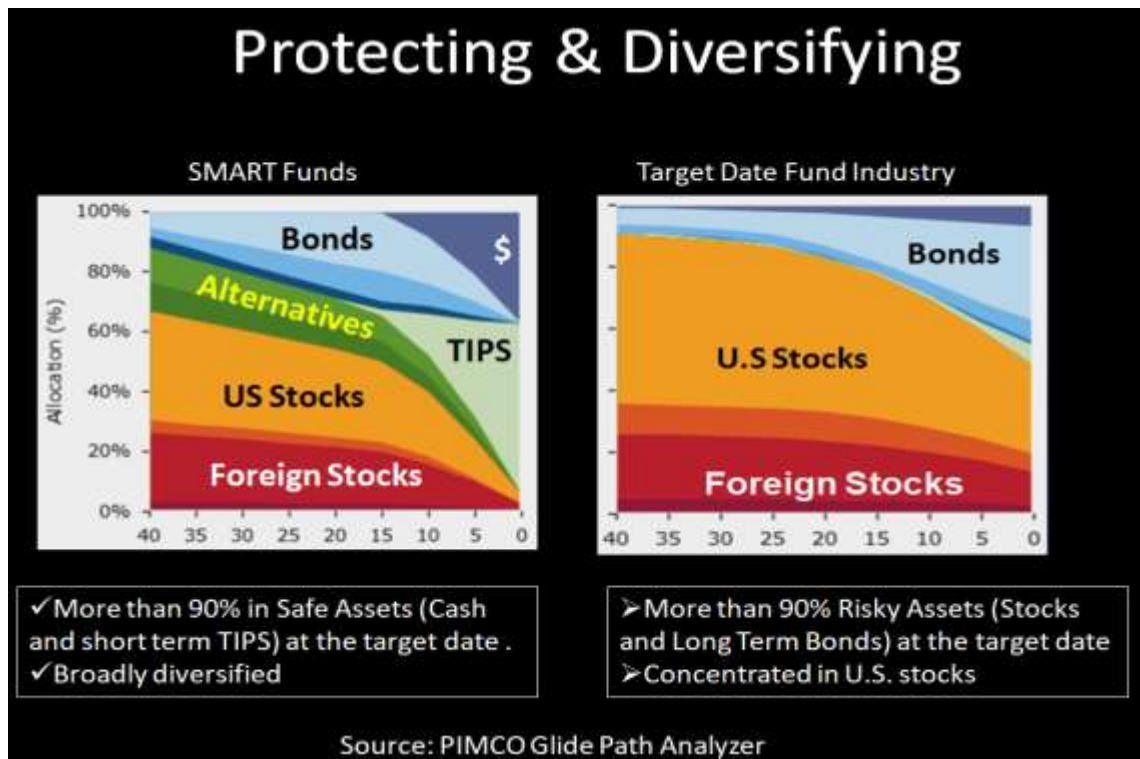 Protecting & Diversifying
SMART Funds
100%
80%
60%
40%
20%
0%
Allocation (%)
Bonds
$
Alternatives
TIPS
US Stocks
Foreign Stocks
40 35 30 25 20 15 10 5 0
✓More than 90% in Safe Assets (Cash
and short term TIPS) at the target date .
✓Broadly diversified
Target Date Fund Industry
Bonds
U.S Stocks
Foreign Stocks
40 35 30 25 20 15 10 5 0
➢More than 90% Risky Assets (Stocks
and Long Term Bonds) at the target date
➢Concentrated in U.S. stocks
Source: PIMCO Glide Path Analyzer